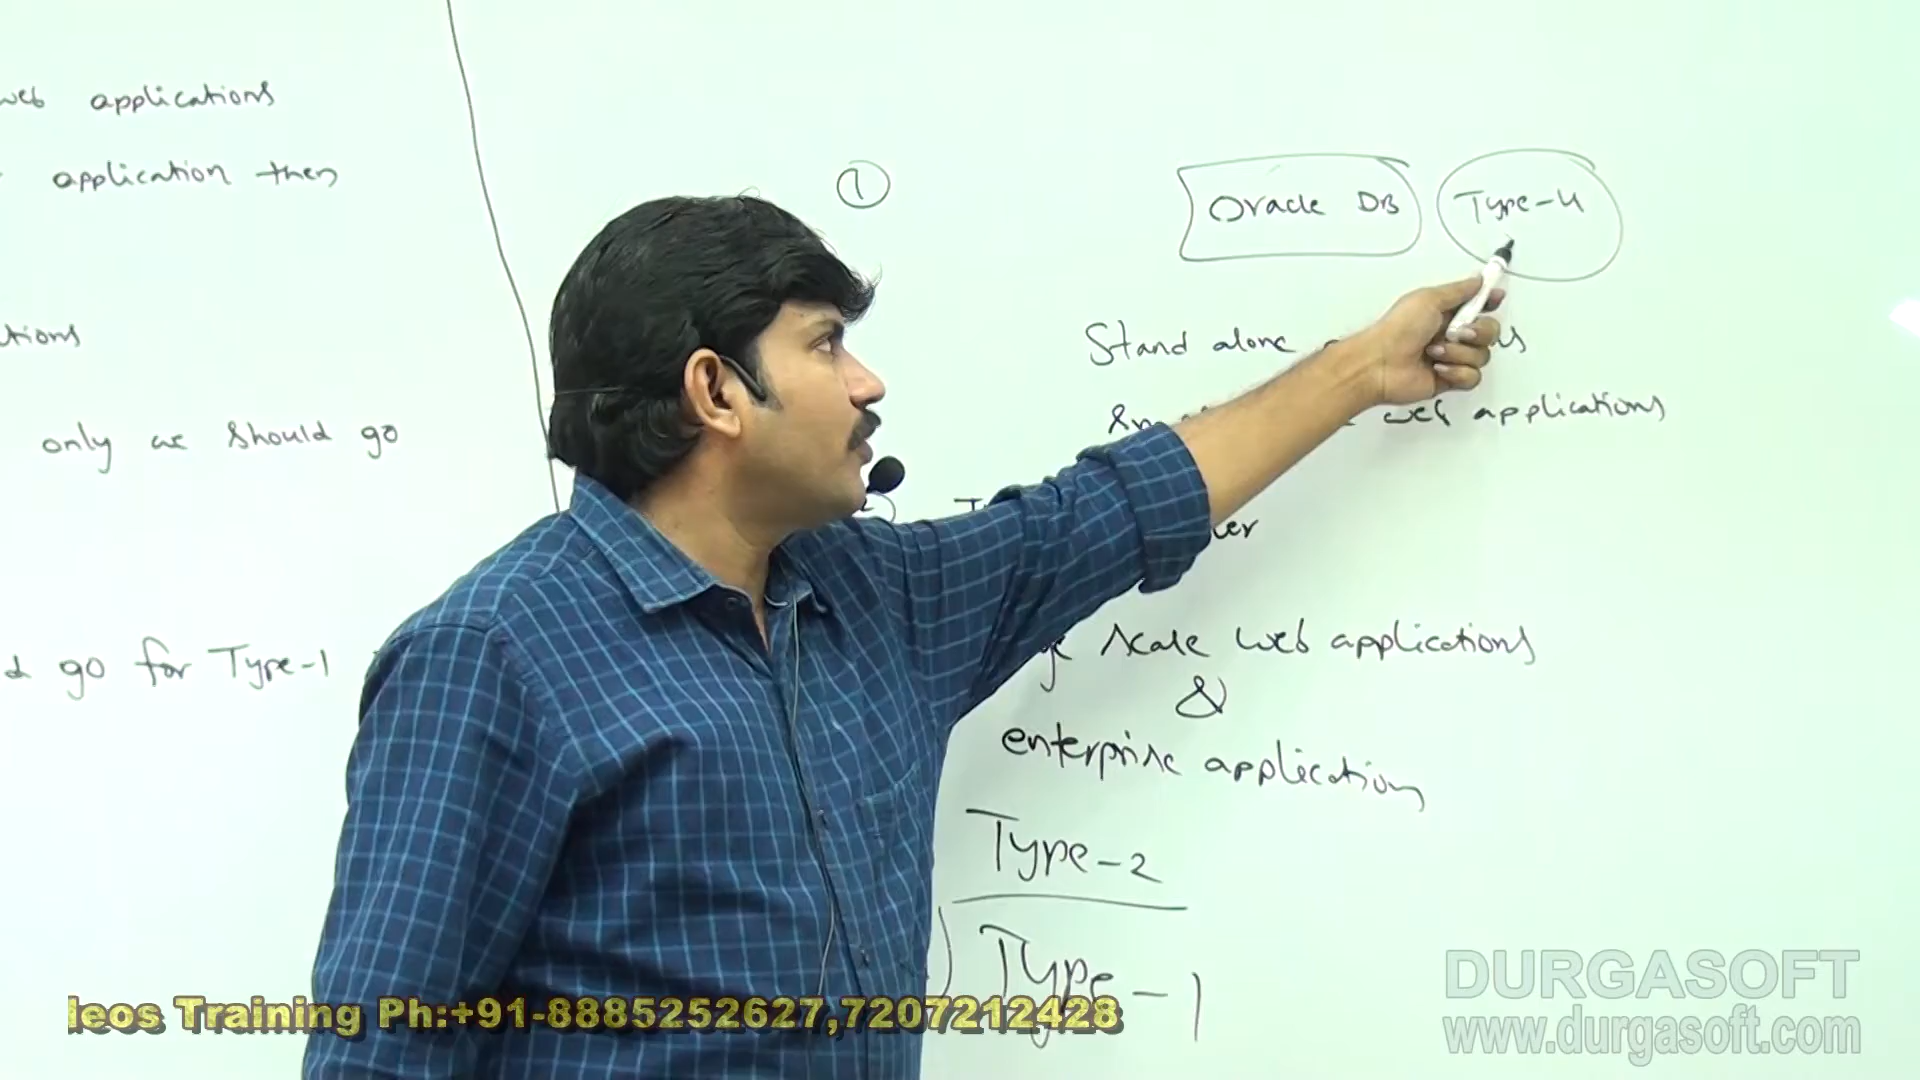 web applications
application then
only we should go
go for Type-1
①
Oracle DB
Type-4
Stand alone
web applications
scale web applications
&
enterprise application
Type-2
Type-1
leos Training Ph:+91-8885252627,7207212428
DURGASOFT
www.durgasoft.com